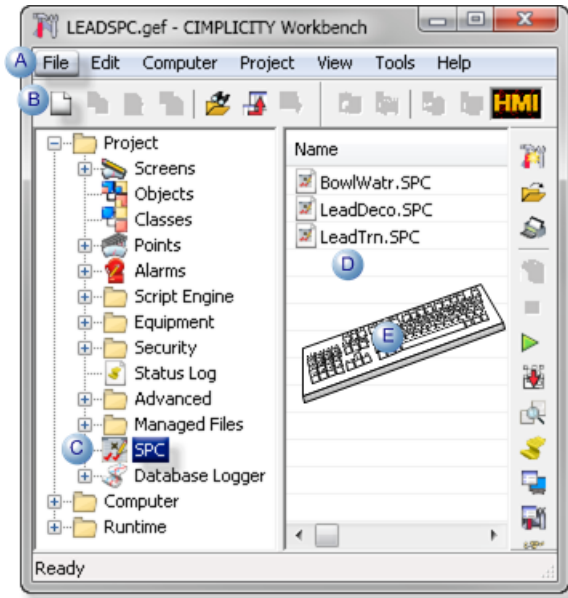 LEADSPC.gef - CIMPLICITY Workbench
A File Edit Computer Project View Tools Help
B HMI
Project
Screens
Objects
Classes
Points
Alarms
Script Engine
Equipment
Security
Status Log
Advanced
Managed Files
C SPC
Database Logger
Computer
Runtime
Name
BowlWatr.SPC
LeadDeco.SPC
LeadTrn.SPC
D
E
Ready